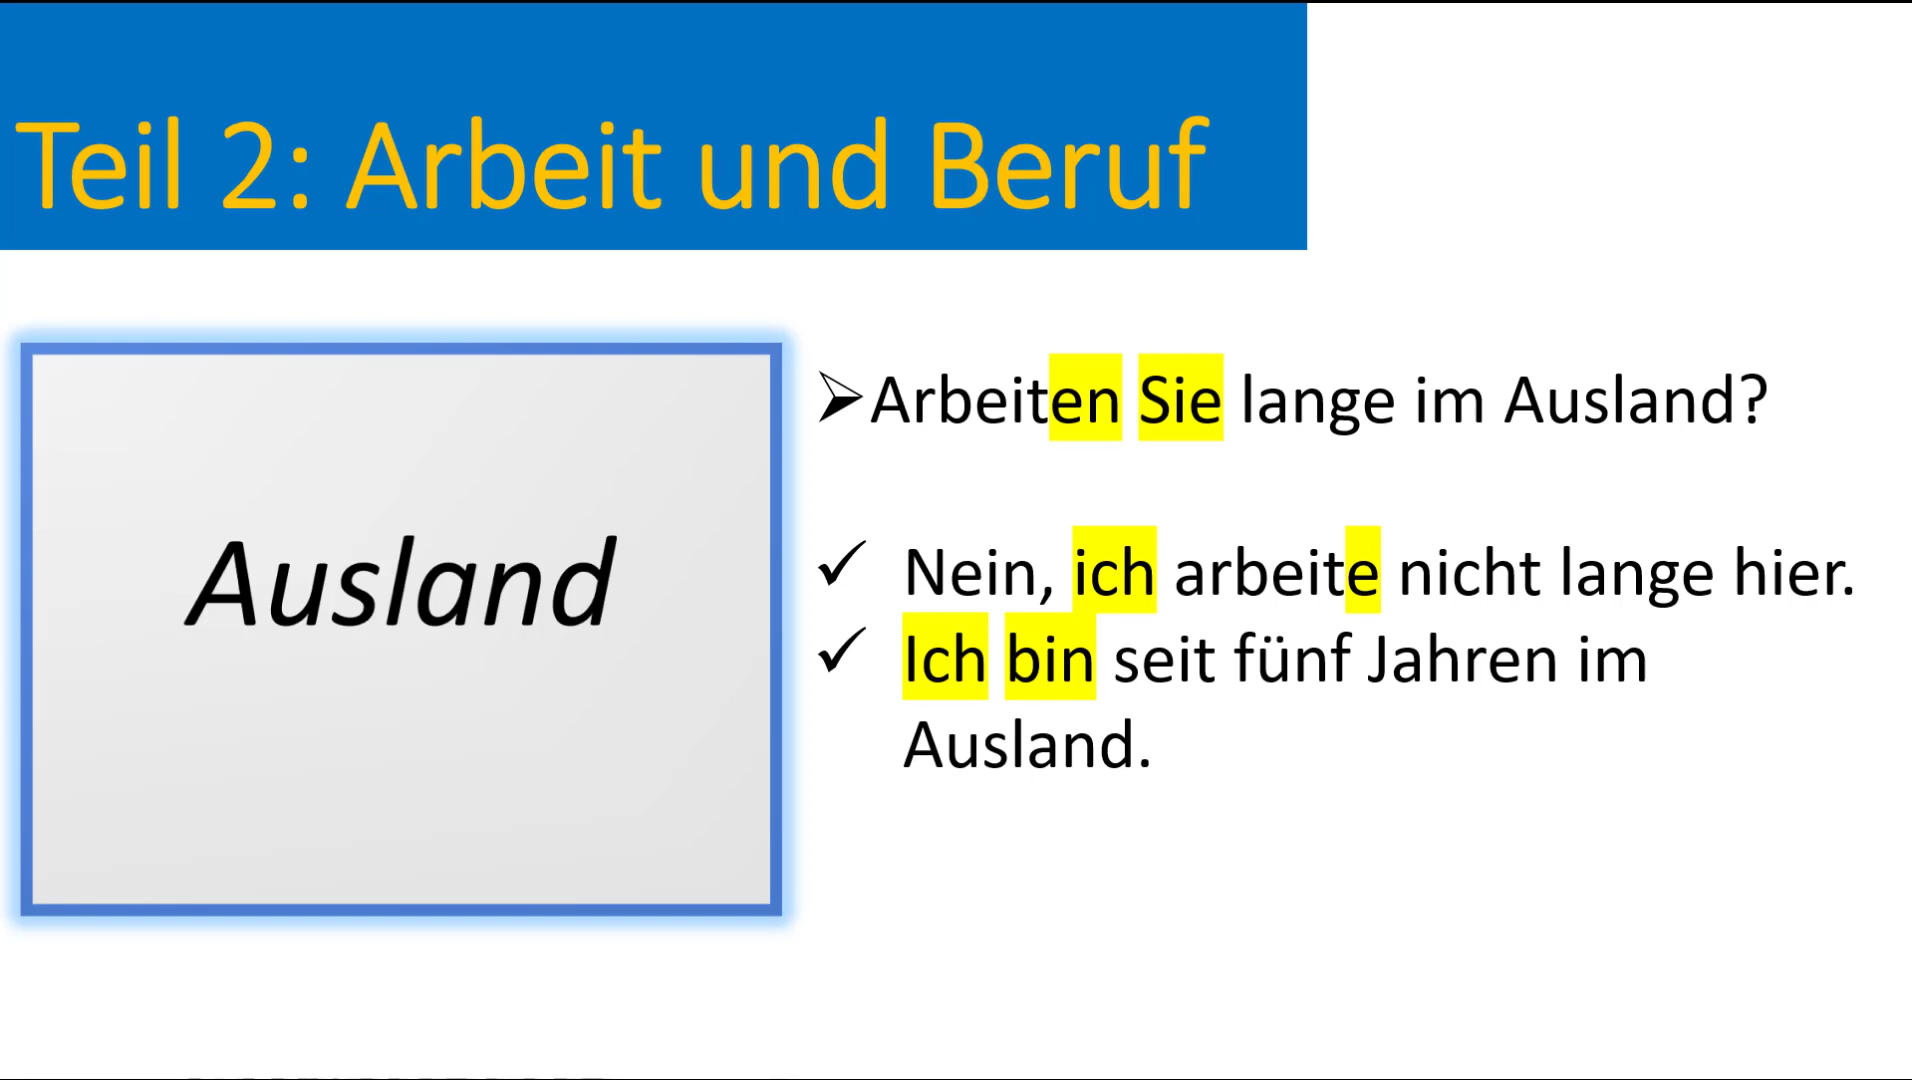 Teil 2: Arbeit und Beruf
Ausland
Arbeiten Sie lange im Ausland?
Nein, ich arbeite nicht lange hier.
Ich bin seit fünf Jahren im
Ausland.